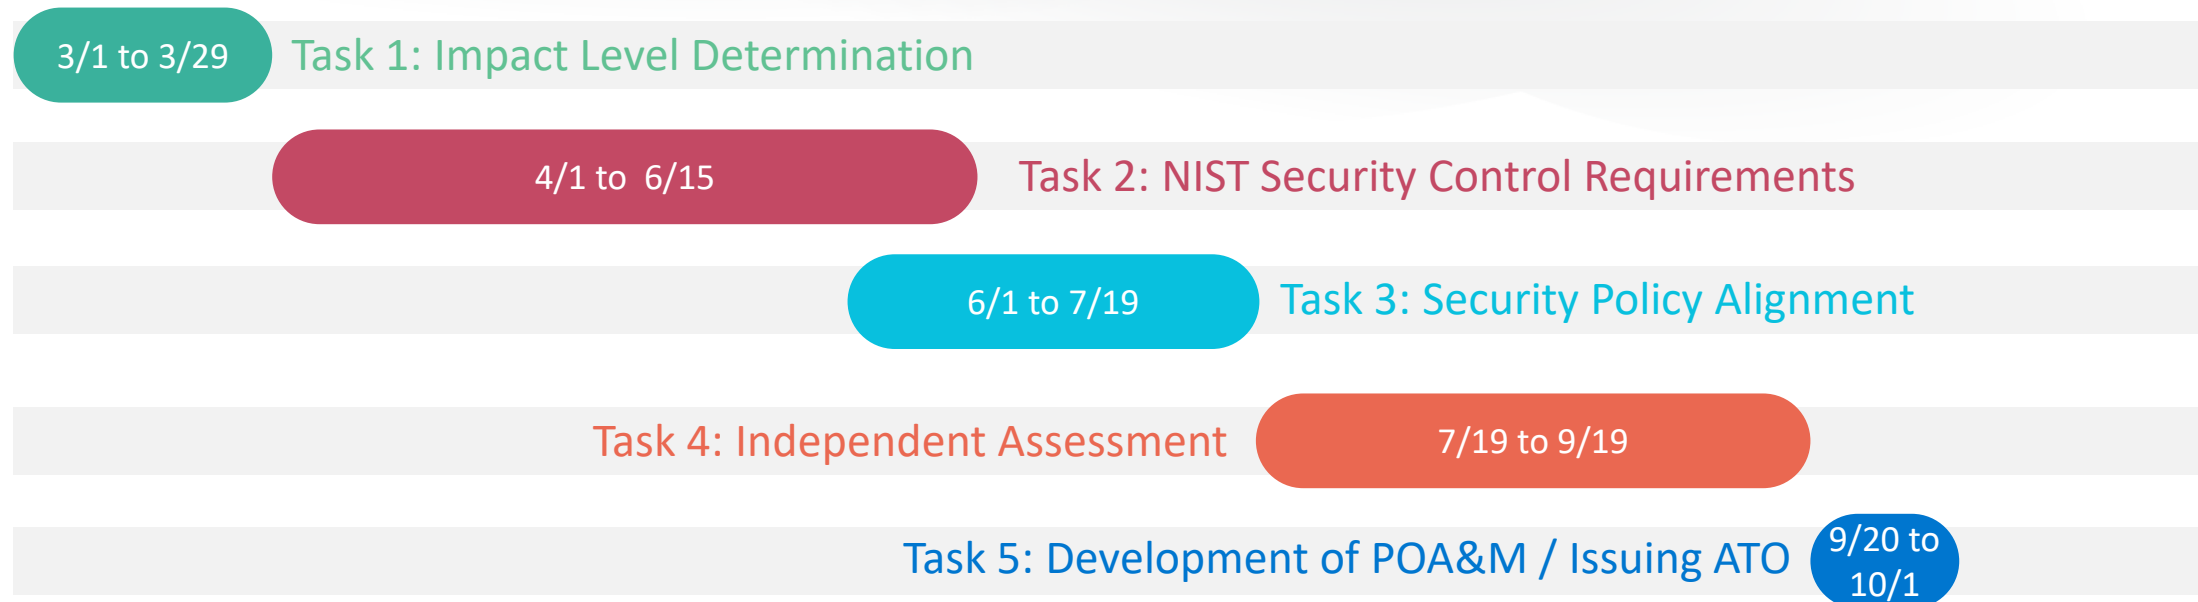 3/1 to 3/29
Task 1: Impact Level Determination
4/1 to 6/15
Task 2: NIST Security Control Requirements
6/1 to 7/19
Task 3: Security Policy Alignment
Task 4: Independent Assessment
7/19 to 9/19
Task 5: Development of POA&M / Issuing ATO
9/20 to
10/1